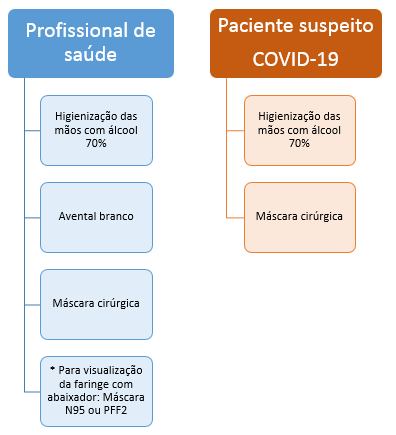 Profissional de
saúde
Higienização das
mãos com álcool
70%
Avental branco
Máscara cirúrgica
* Para visualização
da faringe com
abaixador: Máscara
N95 ou PFF2
Paciente suspeito
COVID-19
Higienização das
mãos com álcool
70%
Máscara cirúrgica